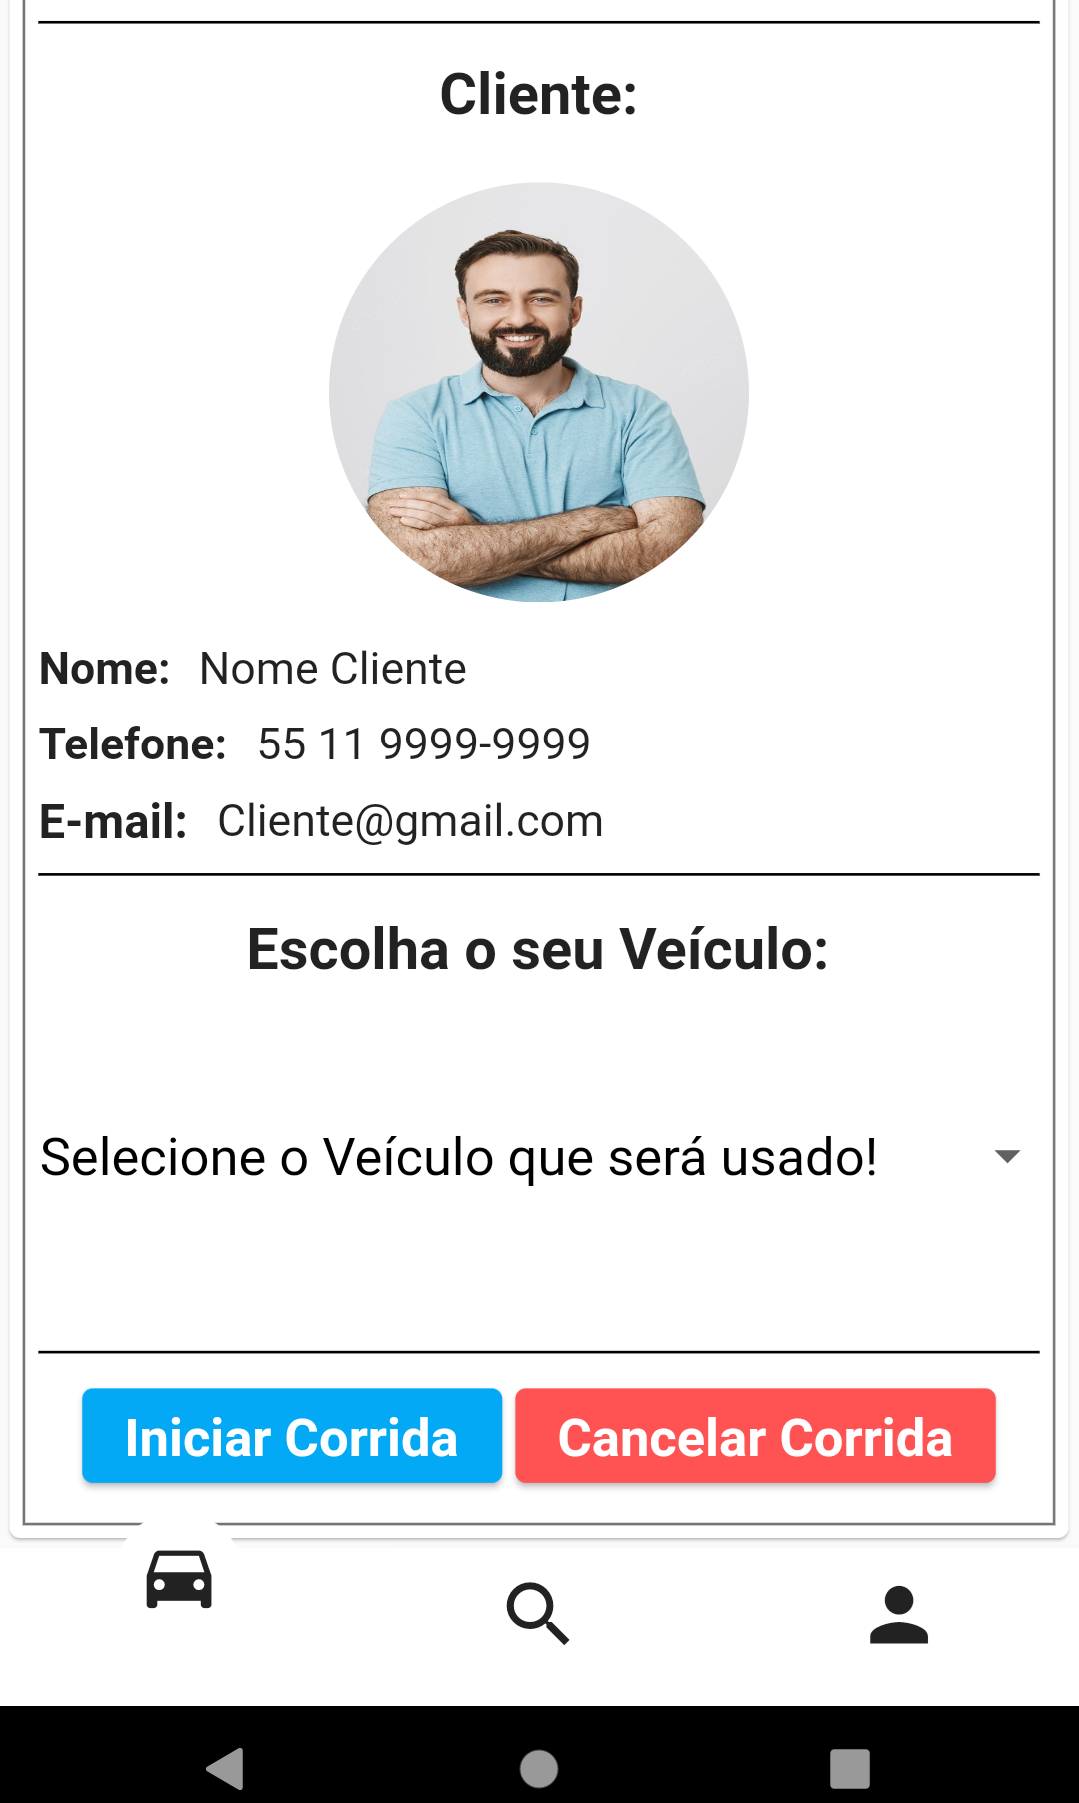 Cliente:
Nome: Nome Cliente
Telefone: 55 11 9999-9999
E-mail: Cliente@gmail.com
Escolha o seu Veículo:
Selecione o Veículo que será usado!
Iniciar Corrida Cancelar Corrida